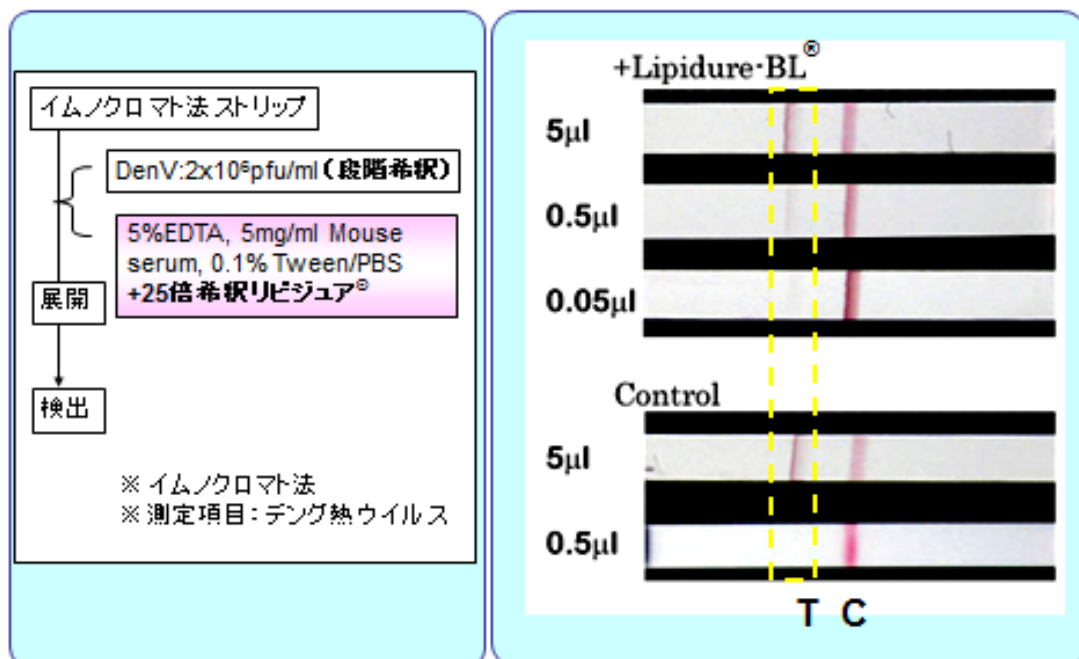 イムノクロマト法ストリップ
DenV:2x10⁶pfu/ml（段階希釈）
5%EDTA, 5mg/ml Mouse
serum, 0.1% Tween/PBS
+25倍希釈リピジュア®
展開
検出
※イムノクロマト法
※測定項目：デング熱ウイルス
+Lipidure·BL®
5μl
0.5μl
0.05μl
Control
5μl
0.5μl
T C